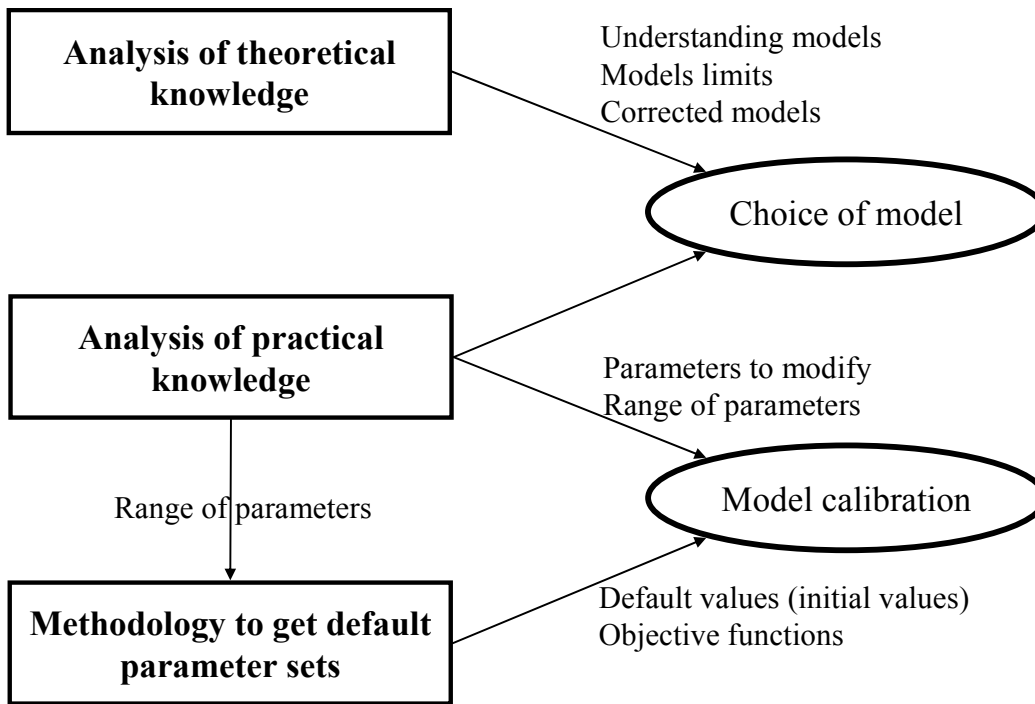 Analysis of theoretical
knowledge
Understanding models
Models limits
Corrected models
Choice of model
Analysis of practical
knowledge
Parameters to modify
Range of parameters
Range of parameters
Model calibration
Methodology to get default
parameter sets
Default values (initial values)
Objective functions